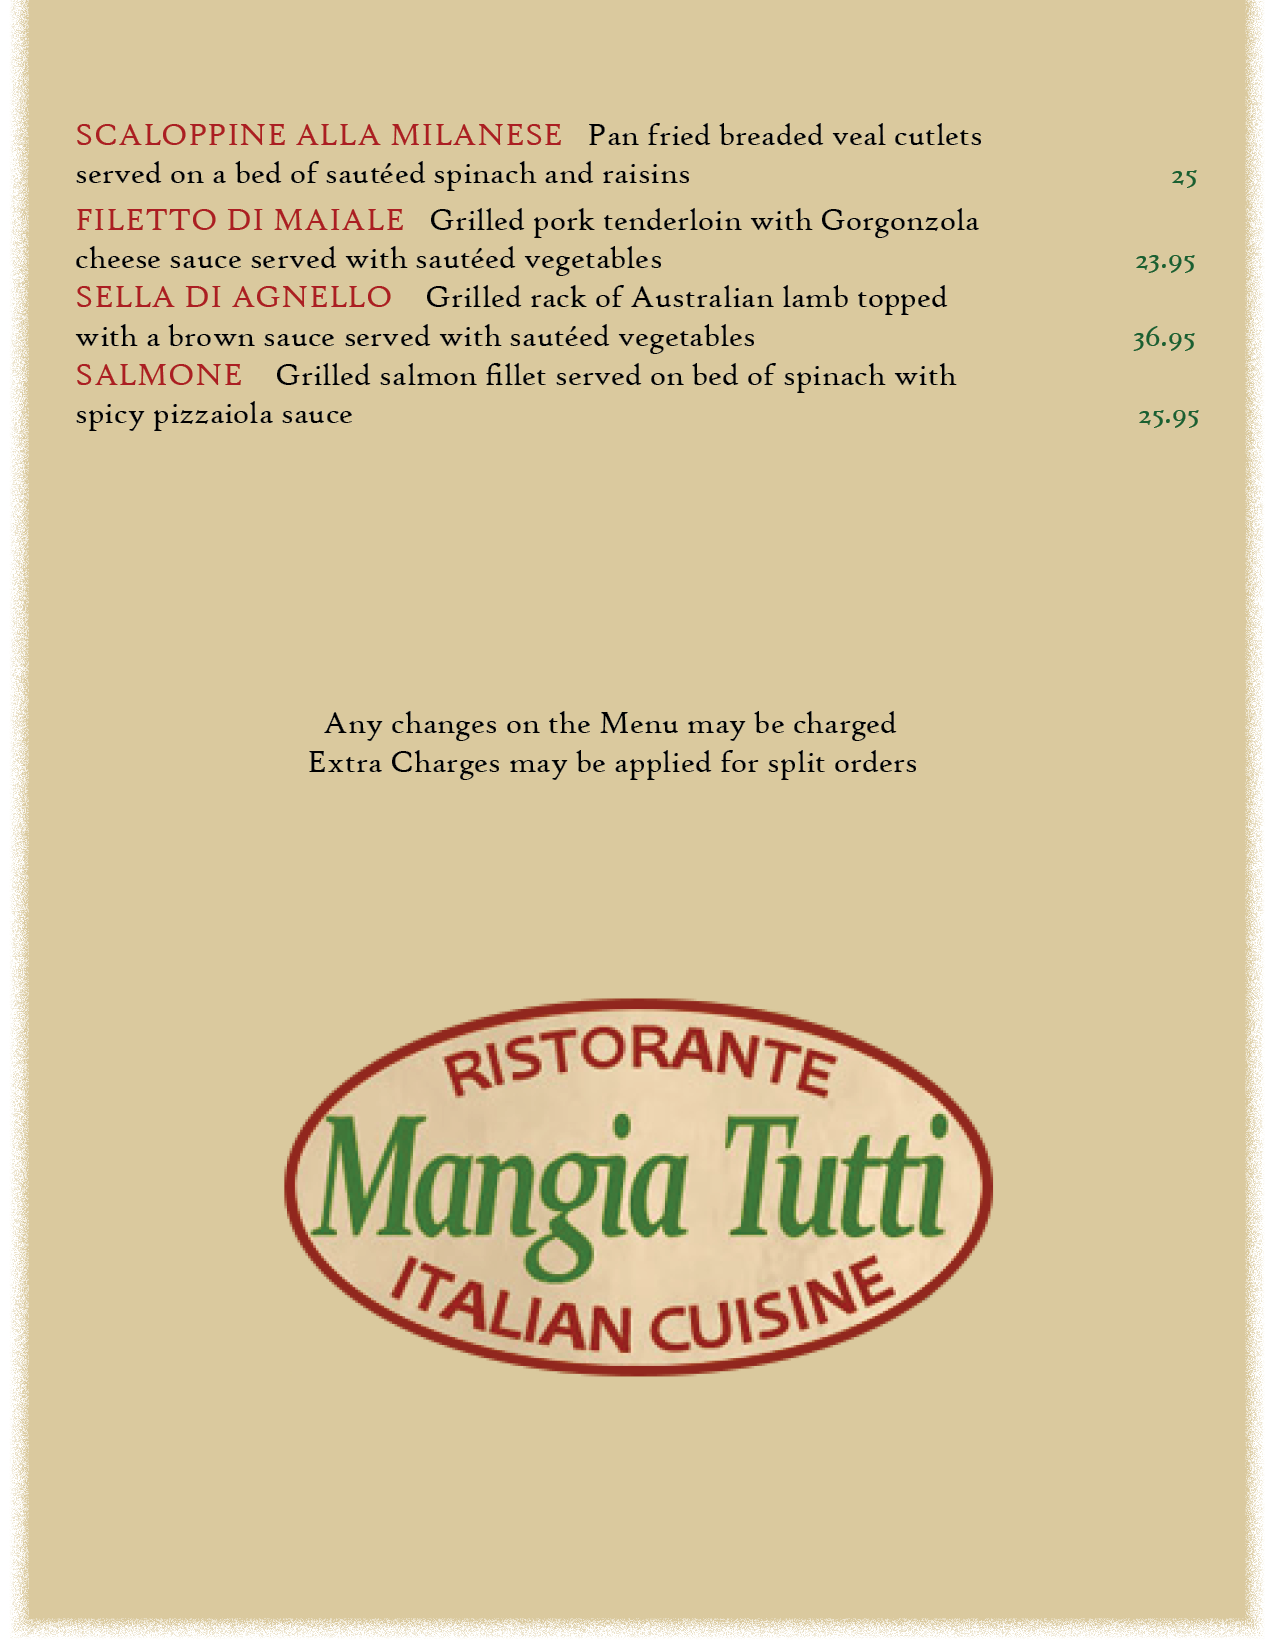 SCALOPPINE ALLA MILANESE Pan fried breaded veal cutlets
served on a bed of sautéed spinach and raisins 25
FILETTO DI MAIALE Grilled pork tenderloin with Gorgonzola
cheese sauce served with sautéed vegetables 23.95
SELLA DI AGNELLO Grilled rack of Australian lamb topped
with a brown sauce served with sautéed vegetables 36.95
SALMONE Grilled salmon fillet served on bed of spinach with
spicy pizzaiola sauce 25.95
Any changes on the Menu may be charged
Extra Charges may be applied for split orders
RISTORANTE
Mangia Tutti
ITALIAN CUISINE